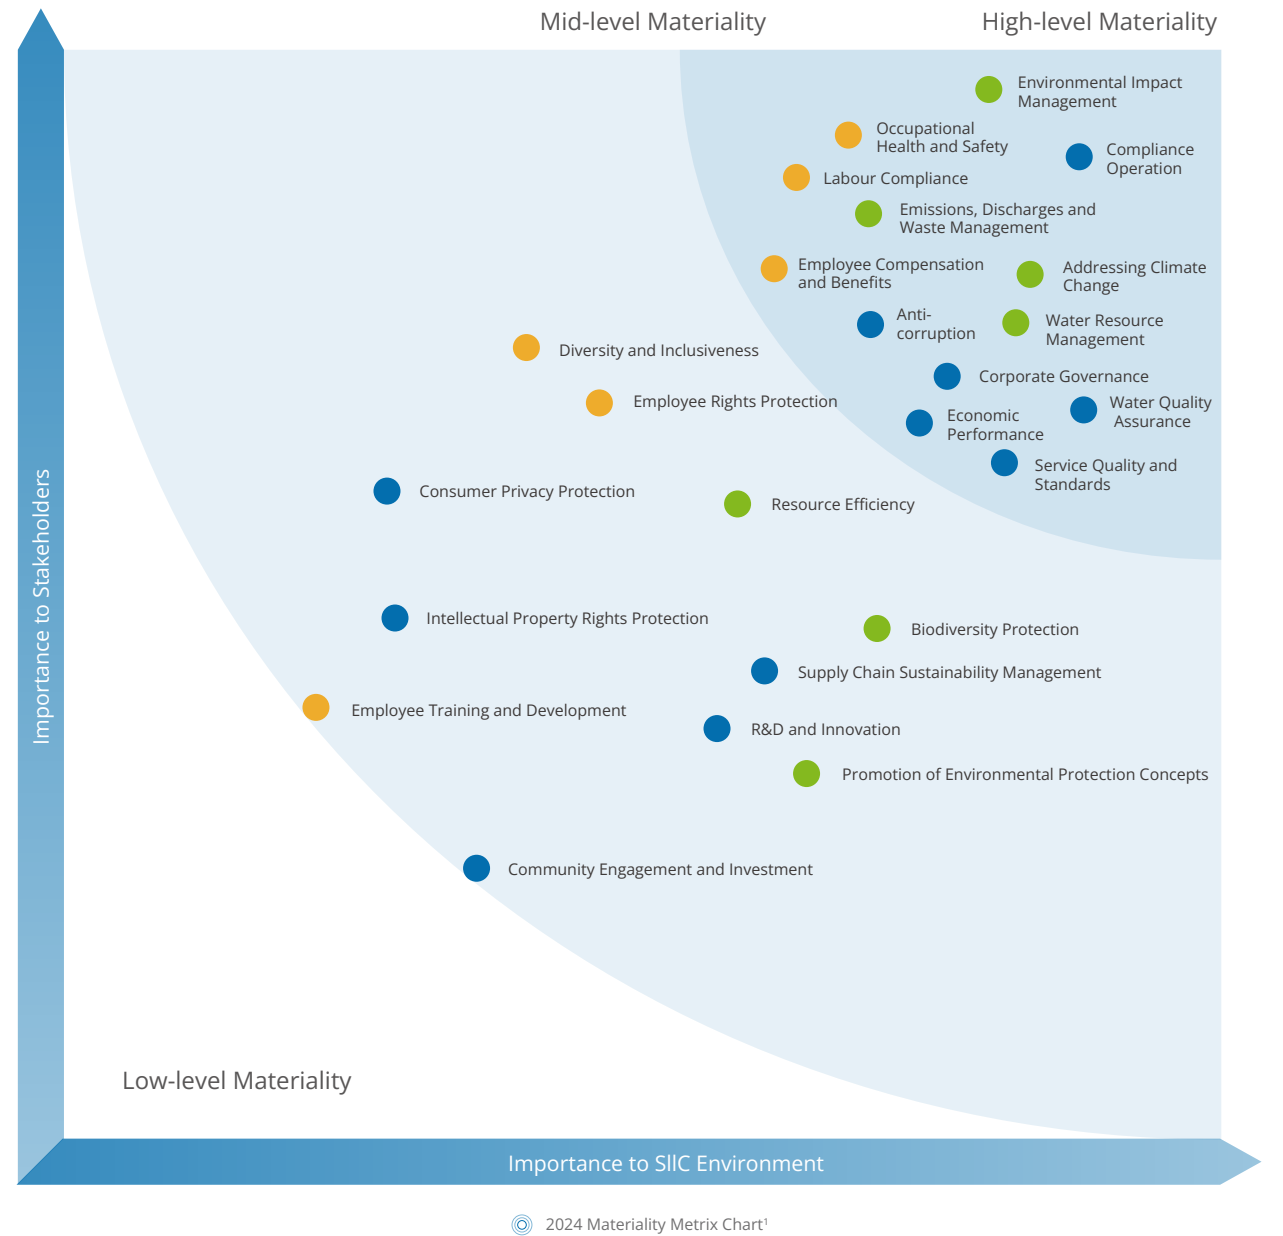 Mid-level Materiality
High-level Materiality
Environmental Impact
Management
Occupational
Health and Safety
Compliance
Operation
Labour Compliance
Emissions, Discharges and
Waste Management
Employee Compensation
and Benefits
Addressing Climate
Change
Anti-
corruption
Water Resource
Management
Diversity and Inclusiveness
Corporate Governance
Employee Rights Protection
Water Quality
Assurance
Economic
Performance
Service Quality and
Standards
Consumer Privacy Protection
Resource Efficiency
Intellectual Property Rights Protection
Biodiversity Protection
Supply Chain Sustainability Management
Employee Training and Development
R&D and Innovation
Promotion of Environmental Protection Concepts
Community Engagement and Investment
Importance to Stakeholders
Low-level Materiality
Importance to SIIC Environment
2024 Materiality Metrix Chart¹